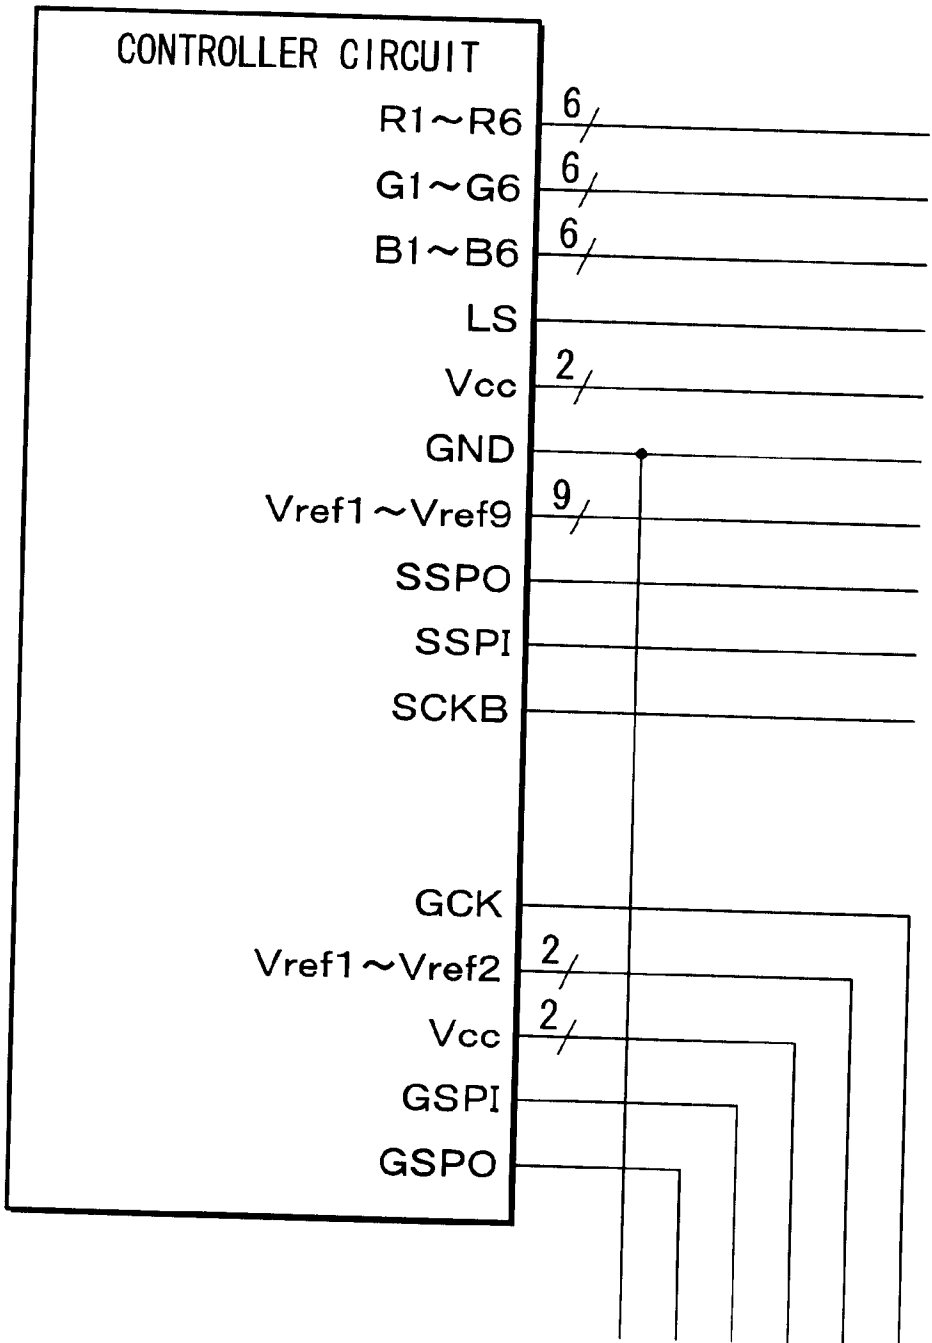 CONTROLLER CIRCUIT
R1~R6 6
G1~G6 6
B1~B6 6
LS
Vcc 2
GND
Vref1~Vref9 9
SSPO
SSPI
SCKB
GCK
Vref1~Vref2 2
Vcc 2
GSPI
GSPO